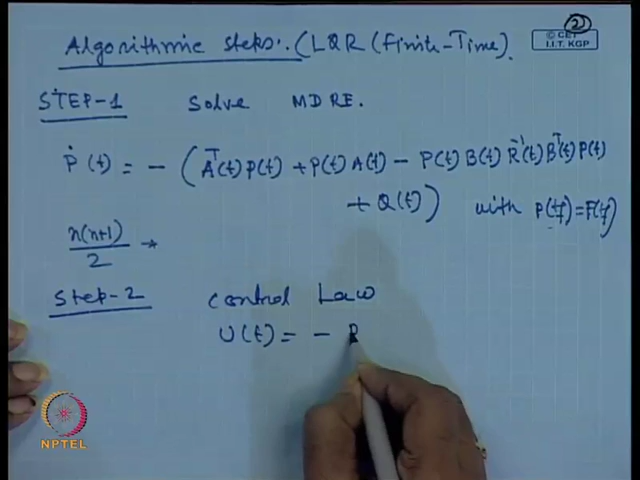 Algorithmic steps:. (LQR (Finite-Time).
②
© CET
I.I.T. KGP
STEP-1 Solve MDRE.
Ṗ(t) = - (Aᵀ(t)P(t) + P(t)A(t) - P(t)B(t)R⁻¹(t)Bᵀ(t)P(t)
+ Q(t)) with P(tf)=F(tf)
n(n+1)/2 →
Step-2 Control Law
U(t) = - R
NPTEL